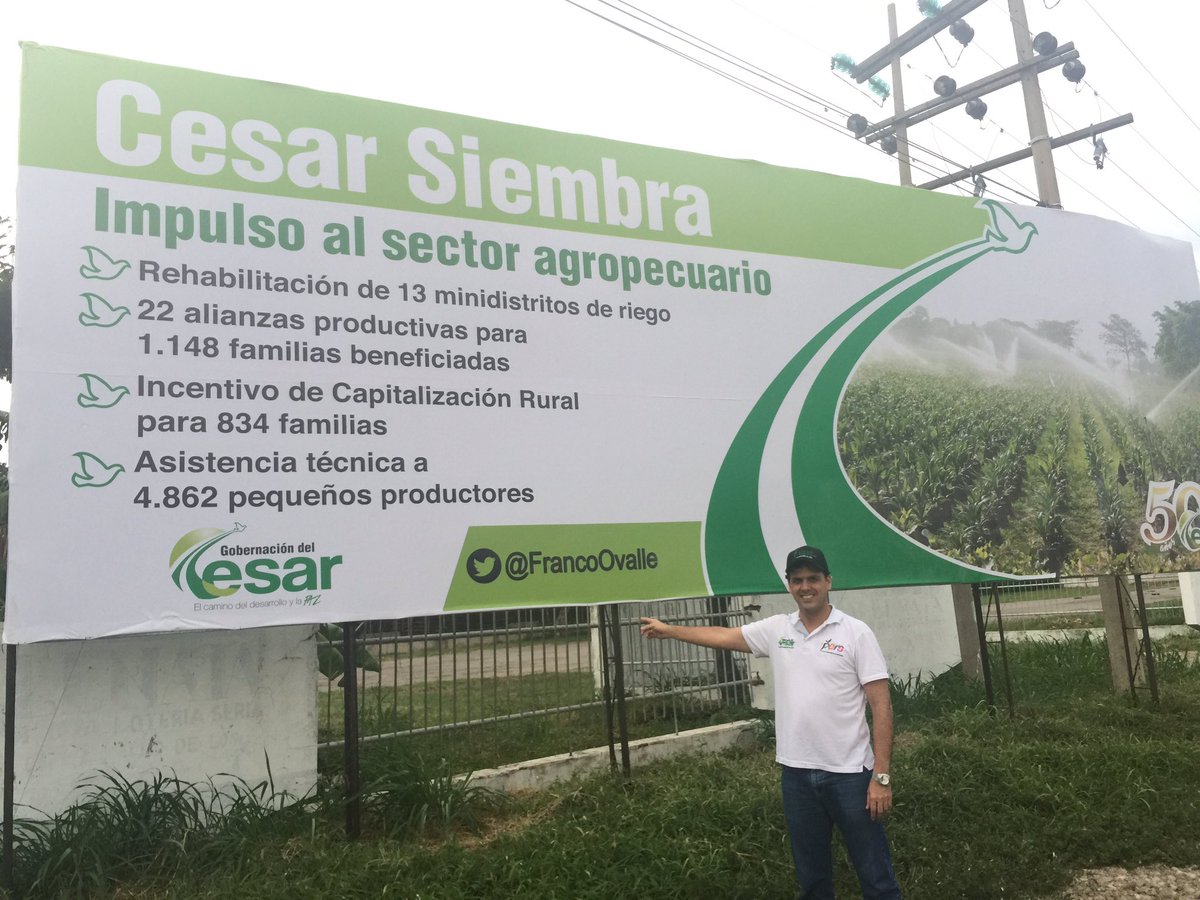 Cesar Siembra
Impulso al sector agropecuario
Rehabilitación de 13 minidistritos de riego
22 alianzas productivas para
1.148 familias beneficiadas
Incentivo de Capitalización Rural
para 834 familias
Asistencia técnica a
4.862 pequeños productores
Gobernación del
Cesar
El camino del desarrollo y la PAZ
@FrancoOvalle
50
LOTERIA